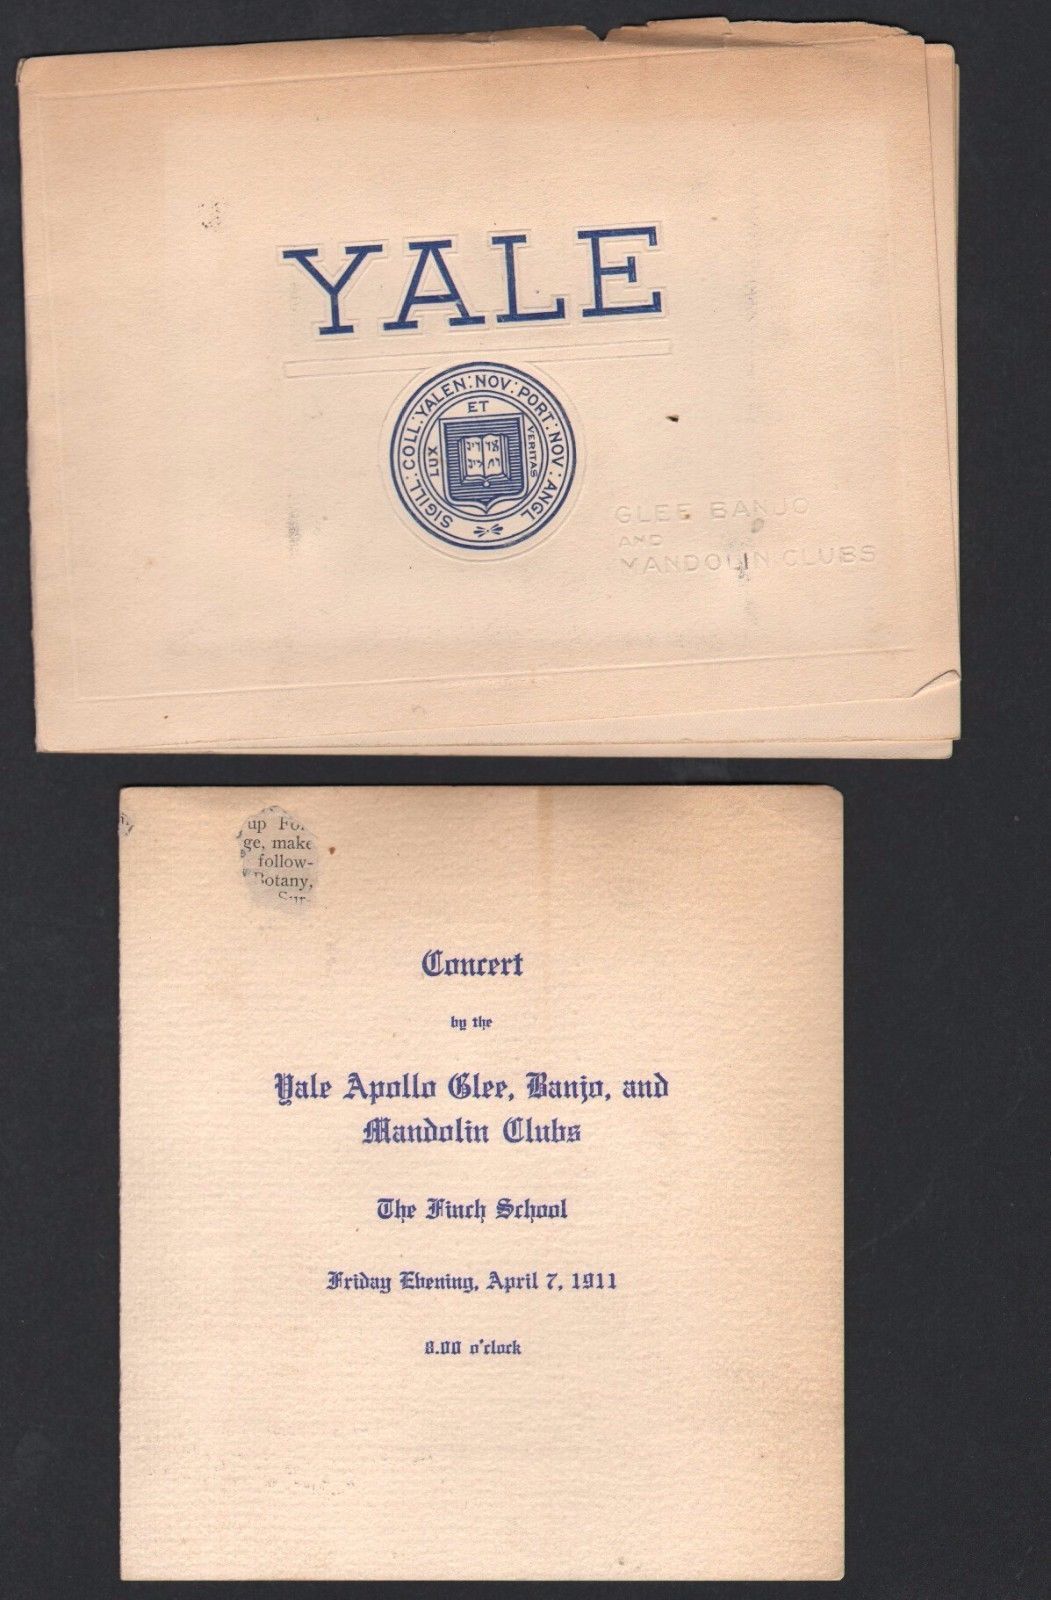 YALE
SIGILL: COLL: YALEN: NOV: PORT: NOV: ANGL
LUX
ET
VERITAS
GLEE BANJO
AND
MANDOLIN CLUBS
up
ge, make
follow-
Botany,
Concert
by the
Yale Apollo Glee, Banjo, and
Mandolin Clubs
The Finch School
Friday Evening, April 7, 1911
8.00 o'clock